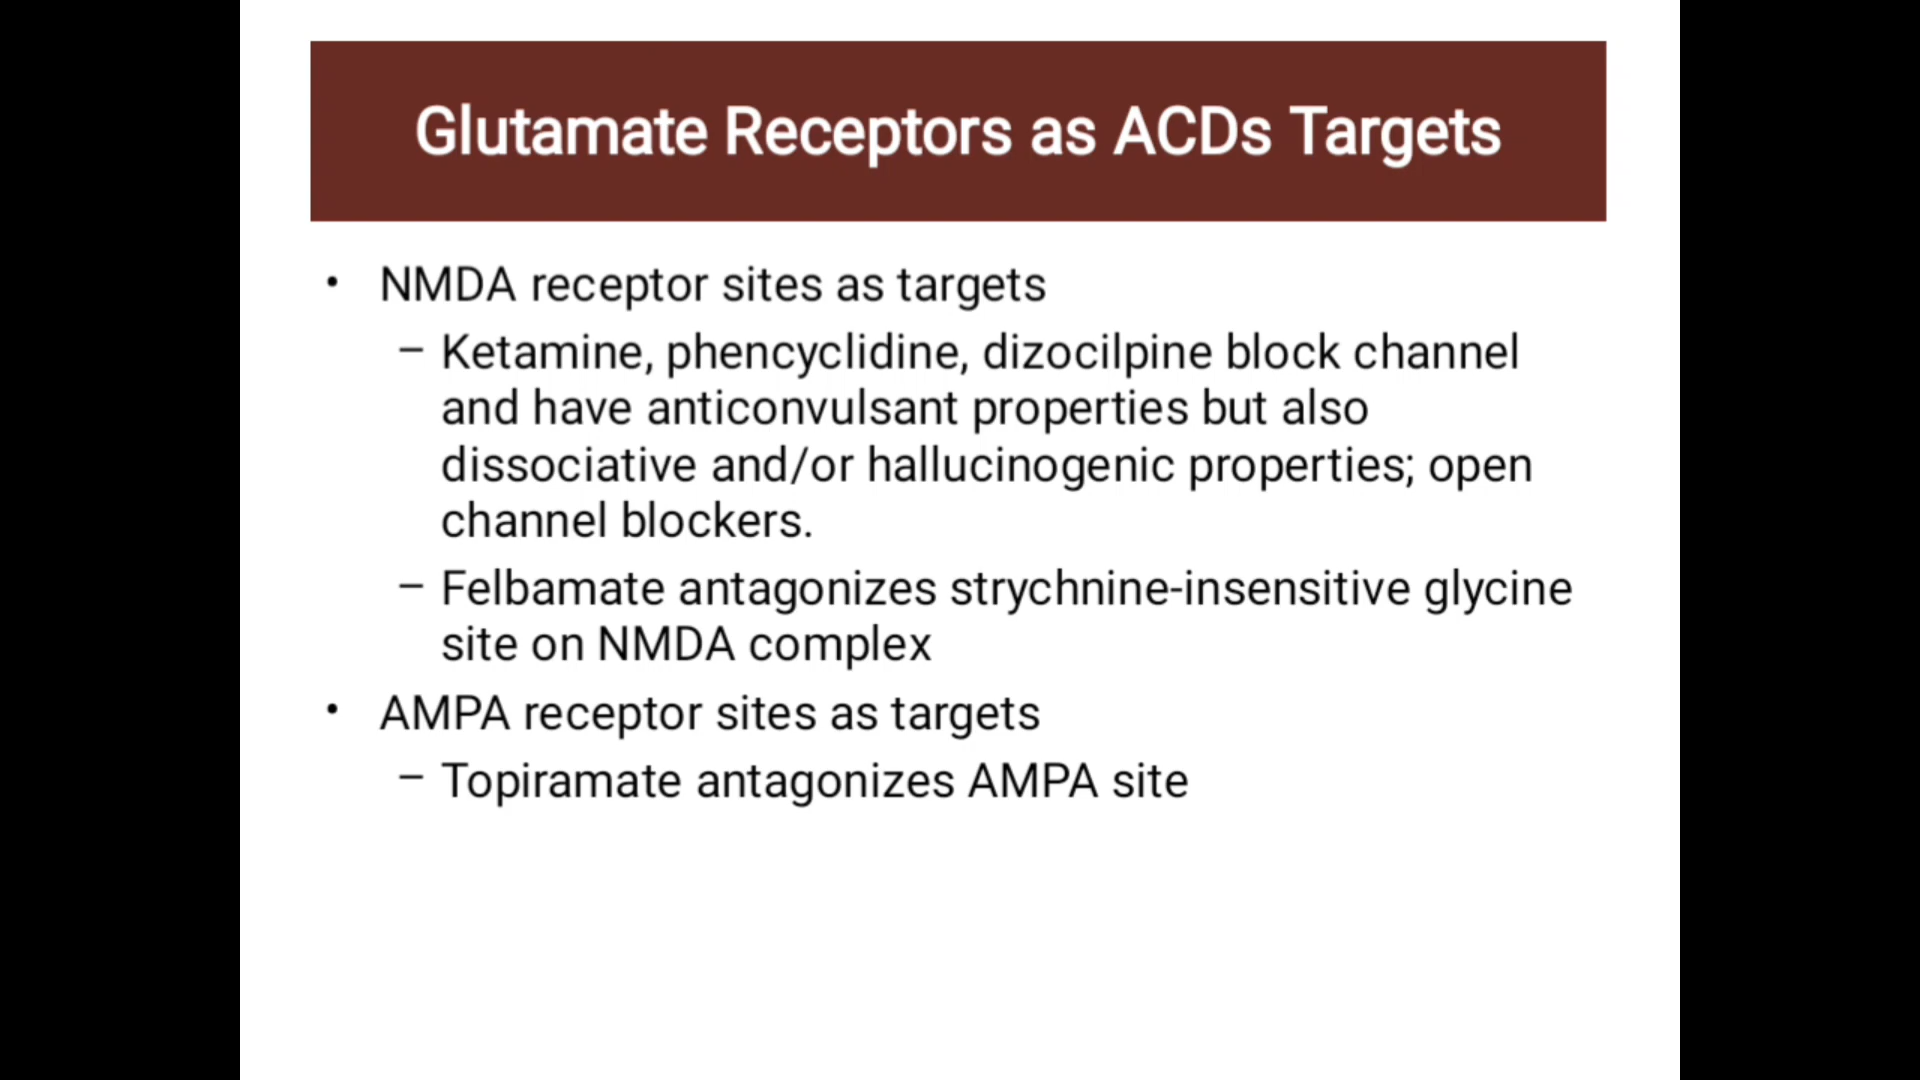 Glutamate Receptors as ACDs Targets
• NMDA receptor sites as targets
– Ketamine, phencyclidine, dizocilpine block channel
and have anticonvulsant properties but also
dissociative and/or hallucinogenic properties; open
channel blockers.
– Felbamate antagonizes strychnine-insensitive glycine
site on NMDA complex
• AMPA receptor sites as targets
– Topiramate antagonizes AMPA site